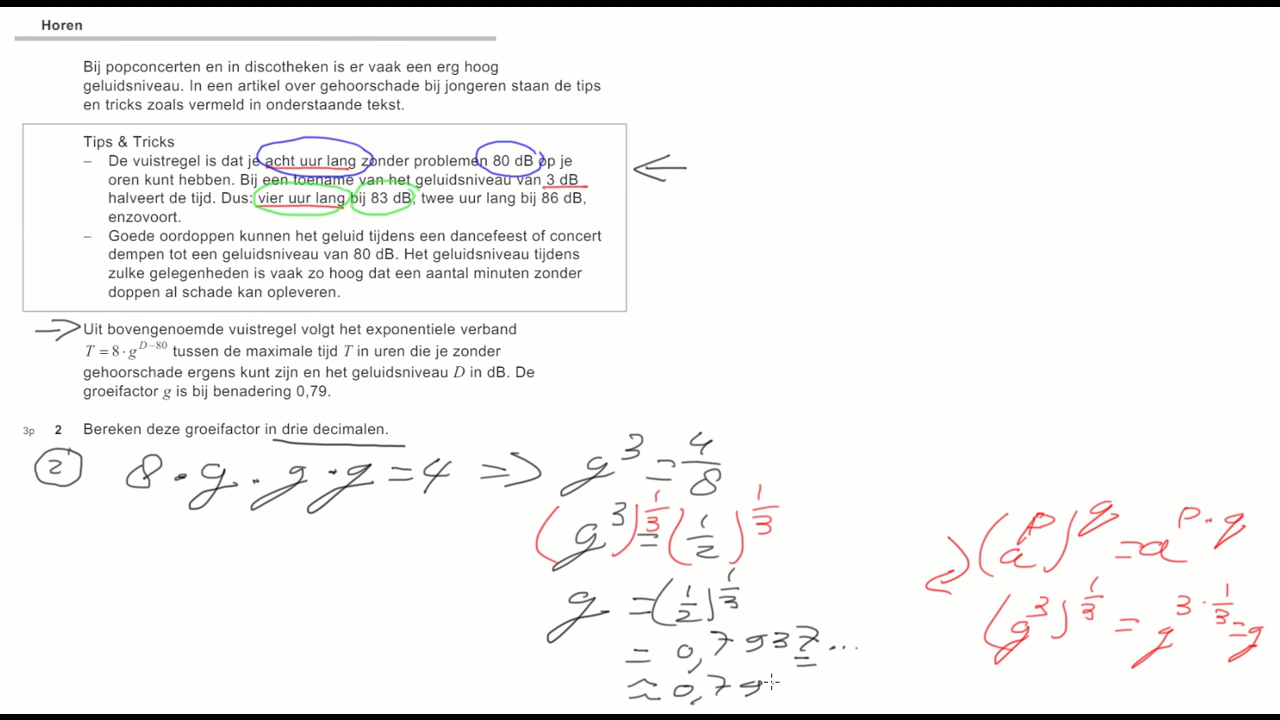 Horen
Bij popconcerten en in discotheken is er vaak een erg hoog
geluidsniveau. In een artikel over gehoorschade bij jongeren staan de tips
en tricks zoals vermeld in onderstaande tekst.
Tips & Tricks
– De vuistregel is dat je acht uur lang zonder problemen 80 dB op je
oren kunt hebben. Bij een toename van het geluidsniveau van 3 dB
halveert de tijd. Dus: vier uur lang bij 83 dB, twee uur lang bij 86 dB,
enzovoort.
– Goede oordoppen kunnen het geluid tijdens een dancefeest of concert
dempen tot een geluidsniveau van 80 dB. Het geluidsniveau tijdens
zulke gelegenheden is vaak zo hoog dat een aantal minuten zonder
doppen al schade kan opleveren.
Uit bovengenoemde vuistregel volgt het exponentiele verband
T = 8 · g^{D−80} tussen de maximale tijd T in uren die je zonder
gehoorschade ergens kunt zijn en het geluidsniveau D in dB. De
groeifactor g is bij benadering 0,79.
3p 2 Bereken deze groeifactor in drie decimalen.
2 8 · g · g · g = 4 ⇒ g^3 = 4/8
(g^3)^{1/3} = (1/2)^{1/3}
g = (1/2)^{1/3}
= 0,7937...
≈ 0,79
(a^p)^q = a^{p·q}
(g^3)^{1/3} = g^{3·1/3} = g